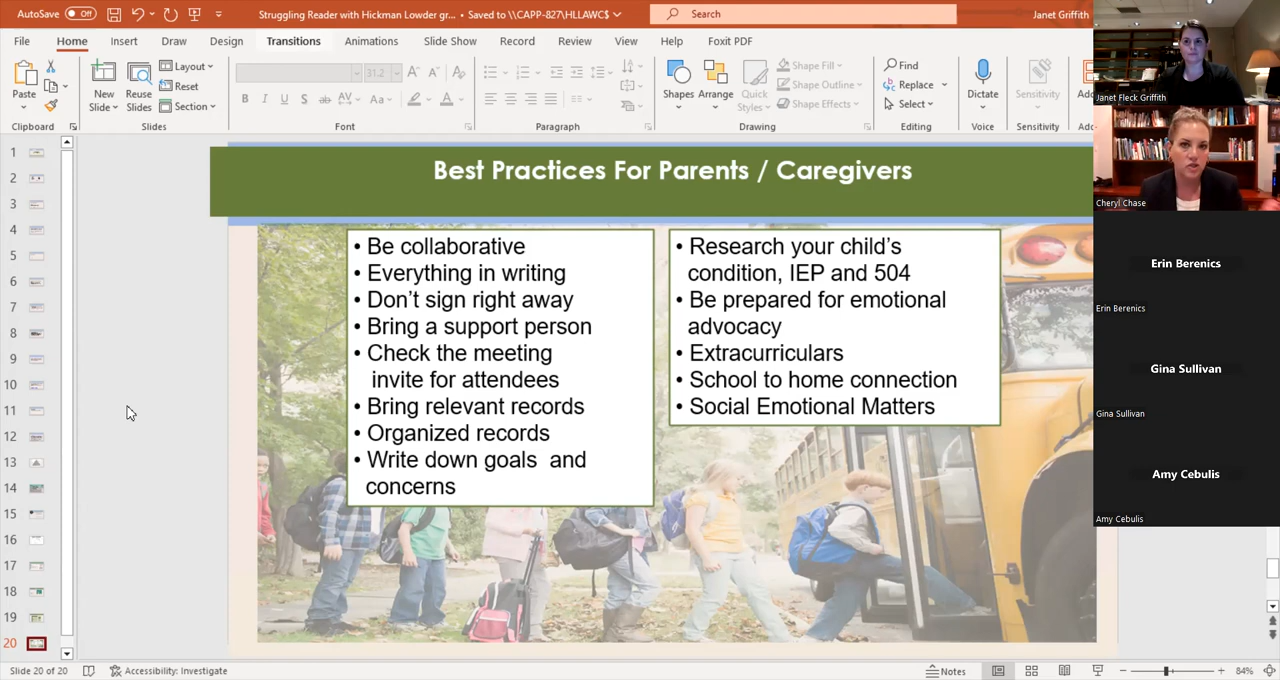 AutoSave Off
Struggling Reader with Hickman Lowder gr... • Saved to \\CAPP-827\HLLAWC$
Search
Janet Griffith
File Home Insert Draw Design Transitions Animations Slide Show Record Review View Help Foxit PDF
Paste
New Slide
Reuse Slides
Layout
Reset
Section
31.2
B I U S ab AV Aa A
Shapes
Arrange
Quick Styles
Shape Fill
Shape Outline
Shape Effects
Find
Replace
Select
Dictate
Sensitivity
Clipboard
Slides
Font
Paragraph
Drawing
Editing
Voice
Sensitivity
1
2
3
4
5
6
7
8
9
10
11
12
13
14
15
16
17
18
19
20
Best Practices For Parents / Caregivers
• Be collaborative
• Everything in writing
• Don't sign right away
• Bring a support person
• Check the meeting
invite for attendees
• Bring relevant records
• Organized records
• Write down goals and
concerns
• Research your child's
condition, IEP and 504
• Be prepared for emotional
advocacy
• Extracurriculars
• School to home connection
• Social Emotional Matters
Janet Fleck Griffith
Cheryl Chase
Erin Berenics
Erin Berenics
Gina Sullivan
Gina Sullivan
Amy Cebulis
Amy Cebulis
Slide 20 of 20
Accessibility: Investigate
Notes
84%